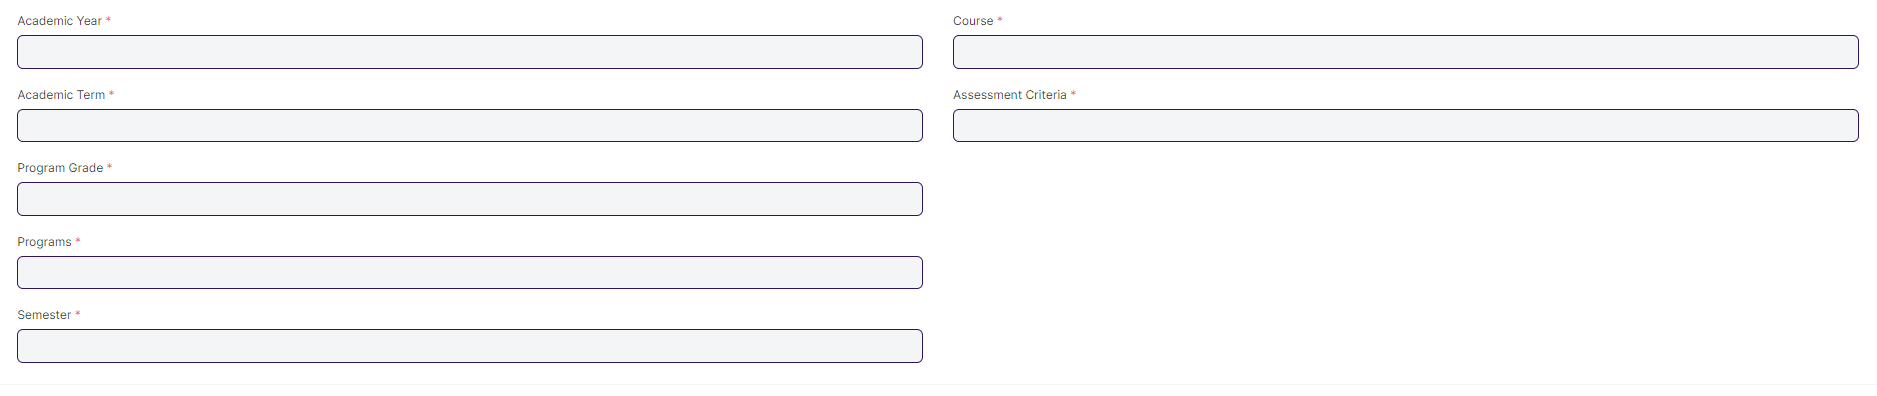 Academic Year *
Academic Term *
Program Grade *
Programs *
Semester *
Course *
Assessment Criteria *